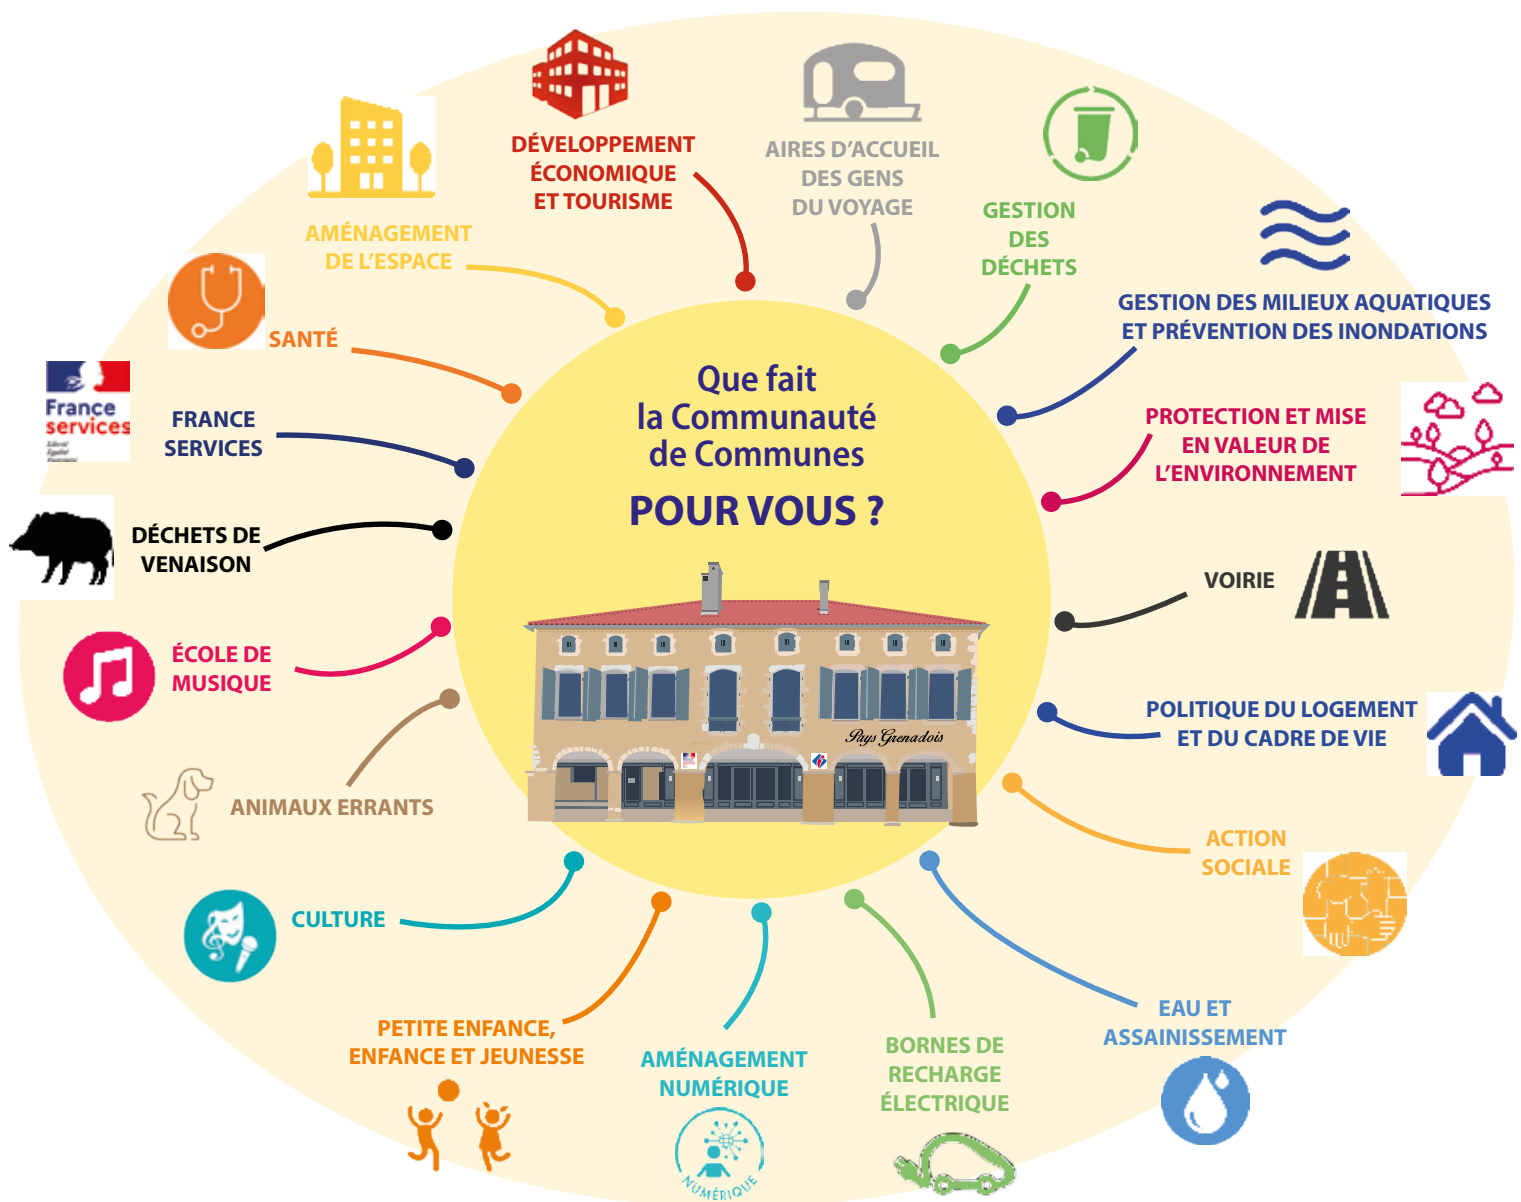 DÉVELOPPEMENT
ÉCONOMIQUE
ET TOURISME
AIRES D'ACCUEIL
DES GENS
DU VOYAGE
GESTION
DES
DÉCHETS
GESTION DES MILIEUX AQUATIQUES
ET PRÉVENTION DES INONDATIONS
PROTECTION ET MISE
EN VALEUR DE
L'ENVIRONNEMENT
VOIRIE
POLITIQUE DU LOGEMENT
ET DU CADRE DE VIE
ACTION
SOCIALE
EAU ET
ASSAINISSEMENT
BORNES DE
RECHARGE
ÉLECTRIQUE
AMÉNAGEMENT
NUMÉRIQUE
NUMÉRIQUE
PETITE ENFANCE,
ENFANCE ET JEUNESSE
CULTURE
ANIMAUX ERRANTS
ÉCOLE DE
MUSIQUE
DÉCHETS DE
VENAISON
FRANCE
SERVICES
France
services
SANTÉ
AMÉNAGEMENT
DE L'ESPACE
Que fait
la Communauté
de Communes
POUR VOUS ?
Pays Grenadois